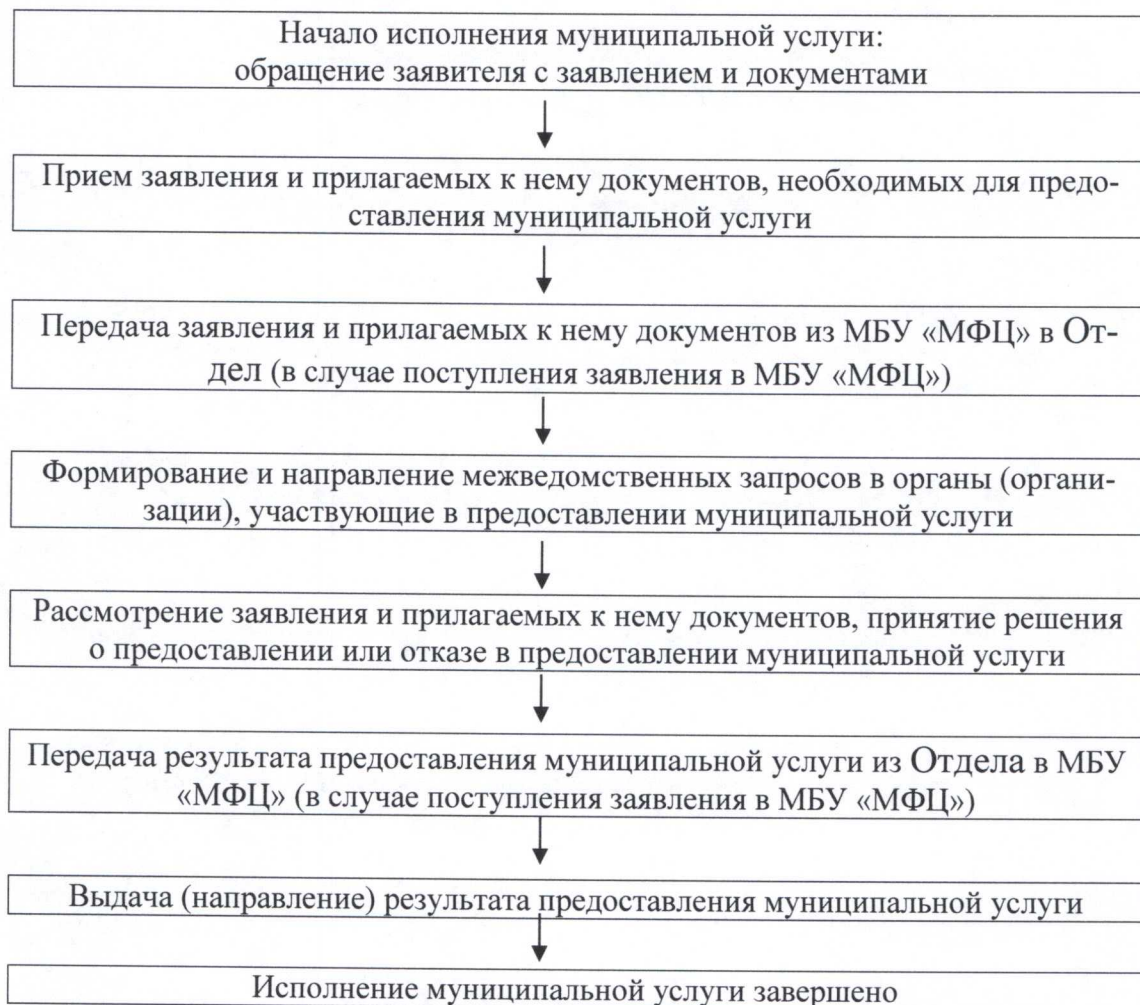 Начало исполнения муниципальной услуги:
обращение заявителя с заявлением и документами
Прием заявления и прилагаемых к нему документов, необходимых для предо-
ставления муниципальной услуги
Передача заявления и прилагаемых к нему документов из МБУ «МФЦ» в От-
дел (в случае поступления заявления в МБУ «МФЦ»)
Формирование и направление межведомственных запросов в органы (органи-
зации), участвующие в предоставлении муниципальной услуги
Рассмотрение заявления и прилагаемых к нему документов, принятие решения
о предоставлении или отказе в предоставлении муниципальной услуги
Передача результата предоставления муниципальной услуги из Отдела в МБУ
«МФЦ» (в случае поступления заявления в МБУ «МФЦ»)
Выдача (направление) результата предоставления муниципальной услуги
Исполнение муниципальной услуги завершено